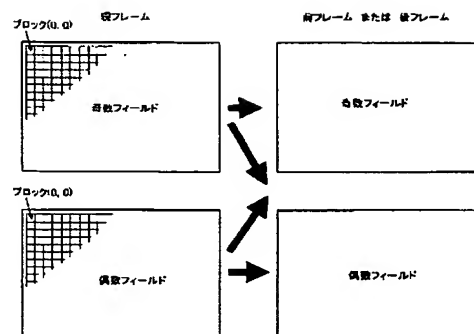 現フレーム
前フレーム または 後フレーム
ブロック(0, 0)
奇数フィールド
奇数フィールド
ブロック(0, 0)
偶数フィールド
偶数フィールド